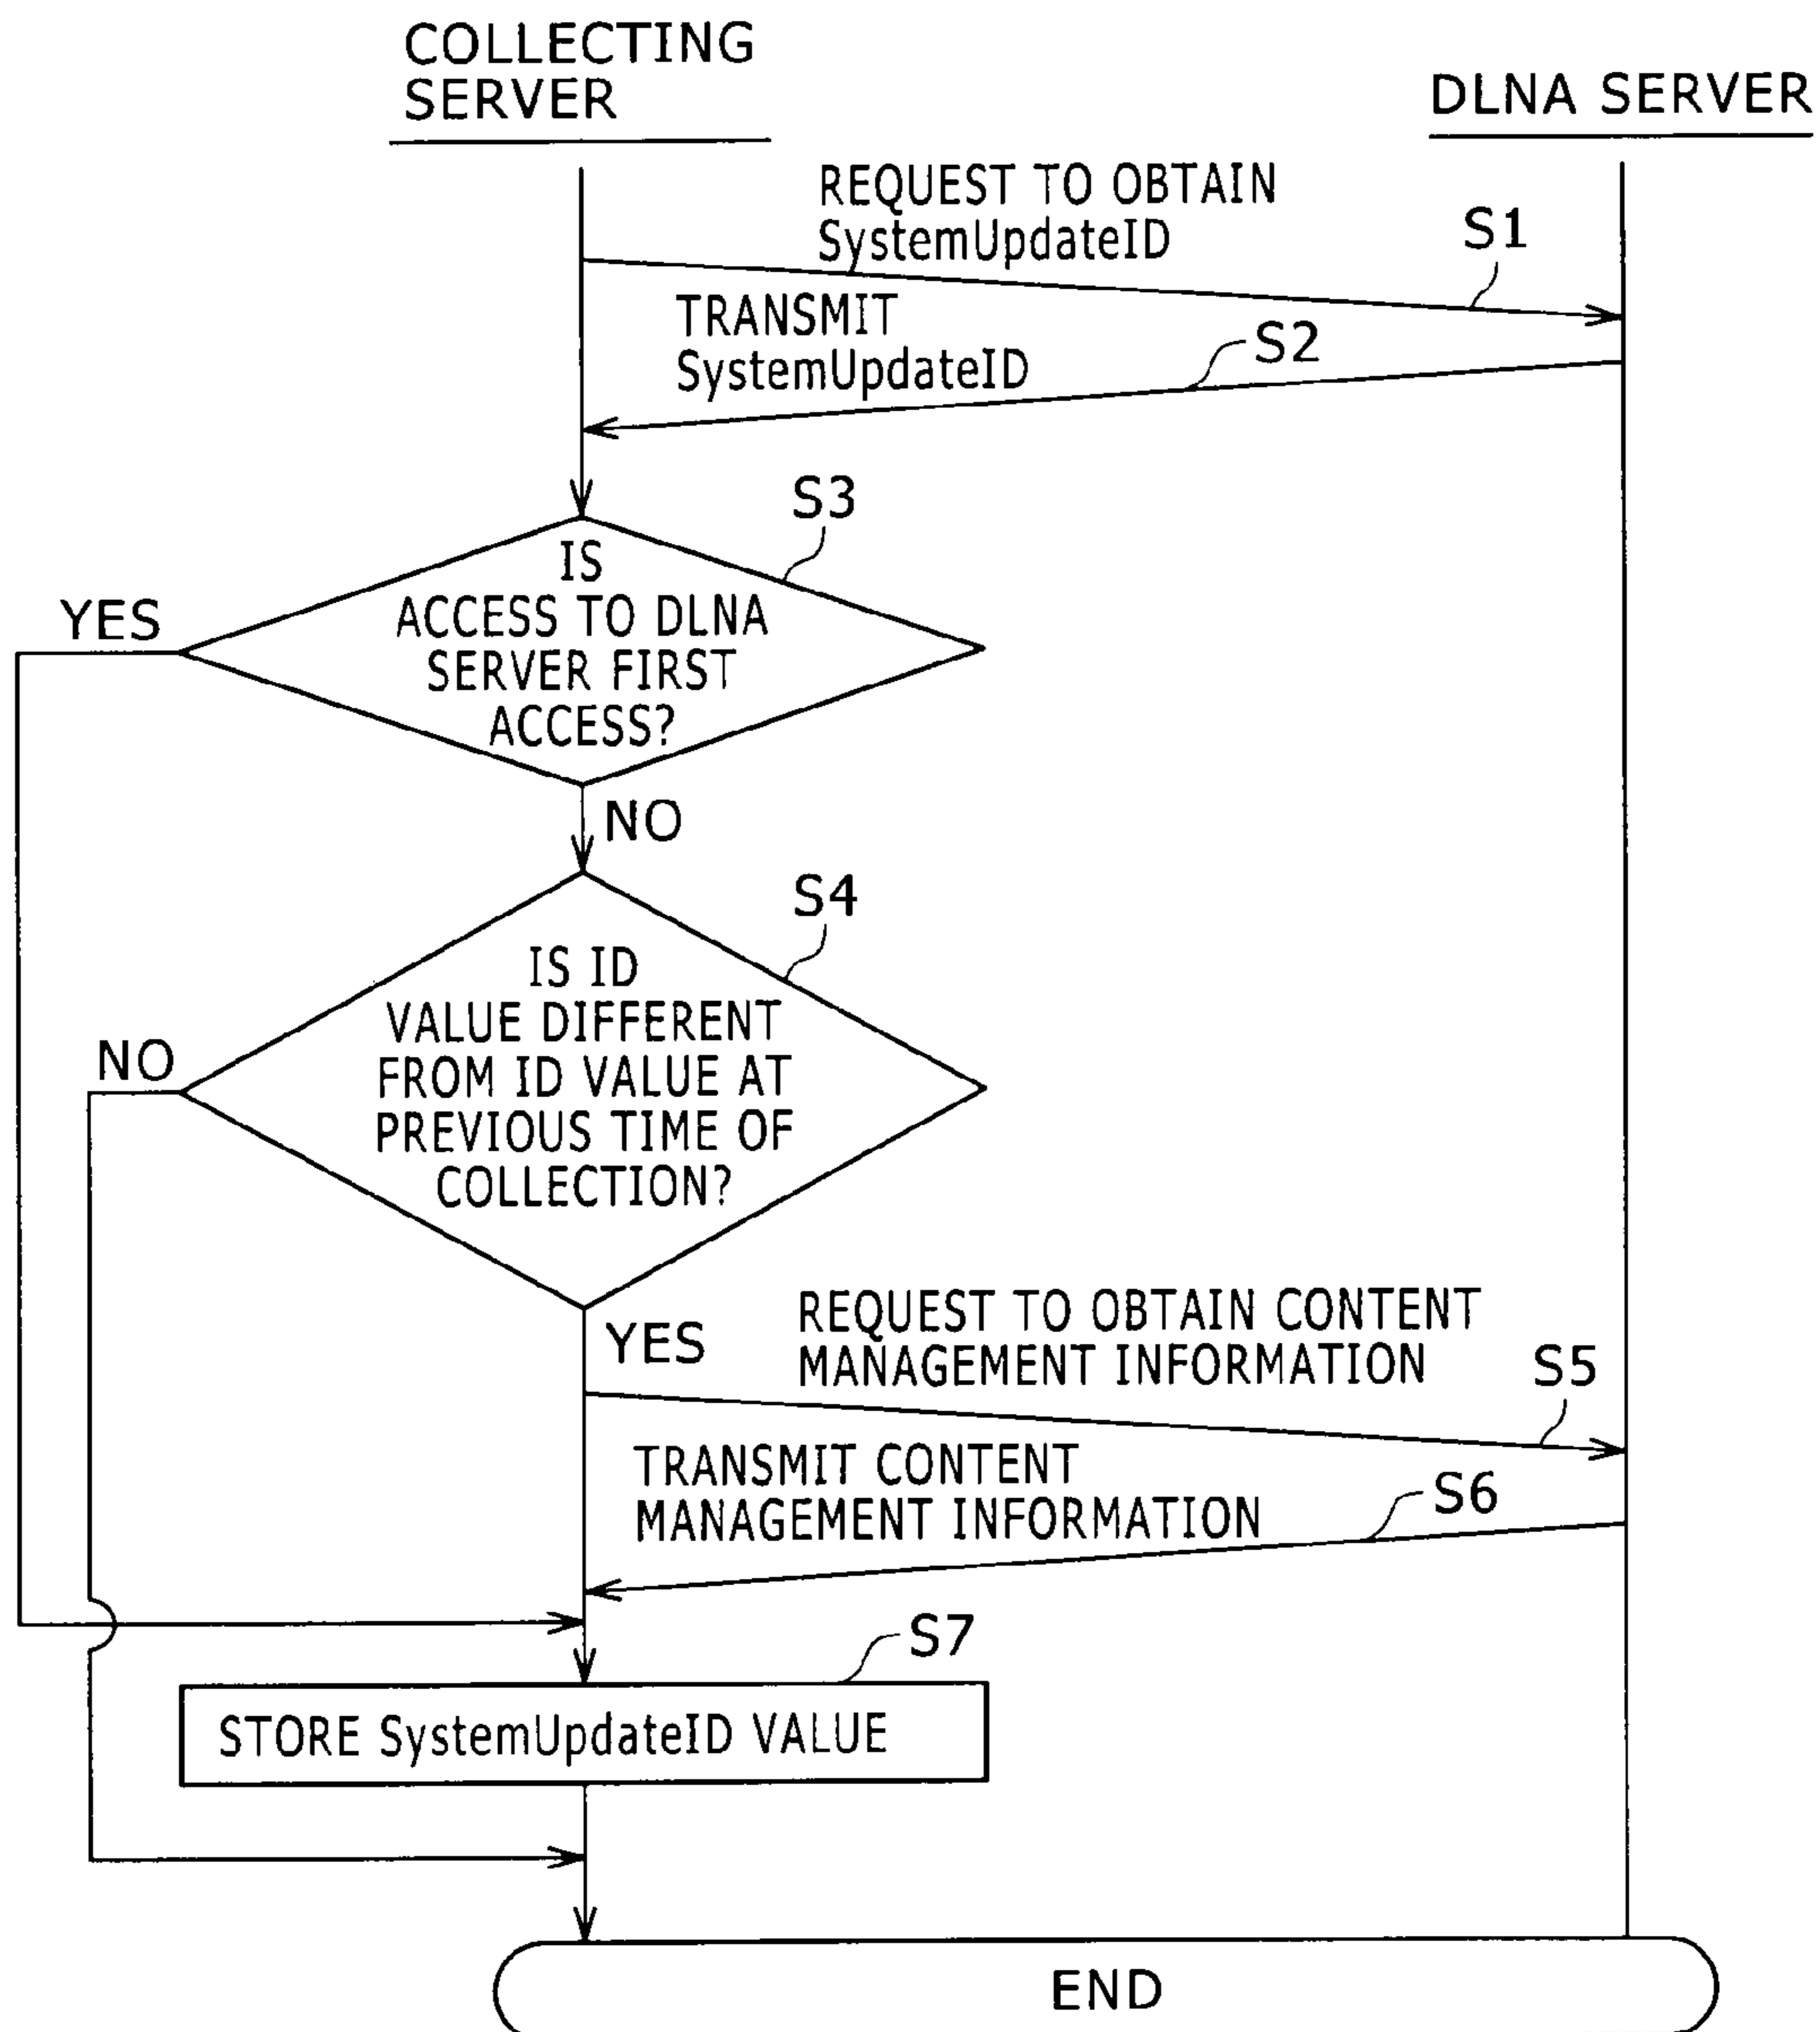 COLLECTING
SERVER
DLNA SERVER
REQUEST TO OBTAIN
SystemUpdateID
S1
TRANSMIT
SystemUpdateID
S2
S3
IS
ACCESS TO DLNA
SERVER FIRST
ACCESS?
YES
NO
S4
IS ID
VALUE DIFFERENT
FROM ID VALUE AT
PREVIOUS TIME OF
COLLECTION?
NO
YES
REQUEST TO OBTAIN CONTENT
MANAGEMENT INFORMATION
S5
TRANSMIT CONTENT
MANAGEMENT INFORMATION
S6
S7
STORE SystemUpdateID VALUE
END